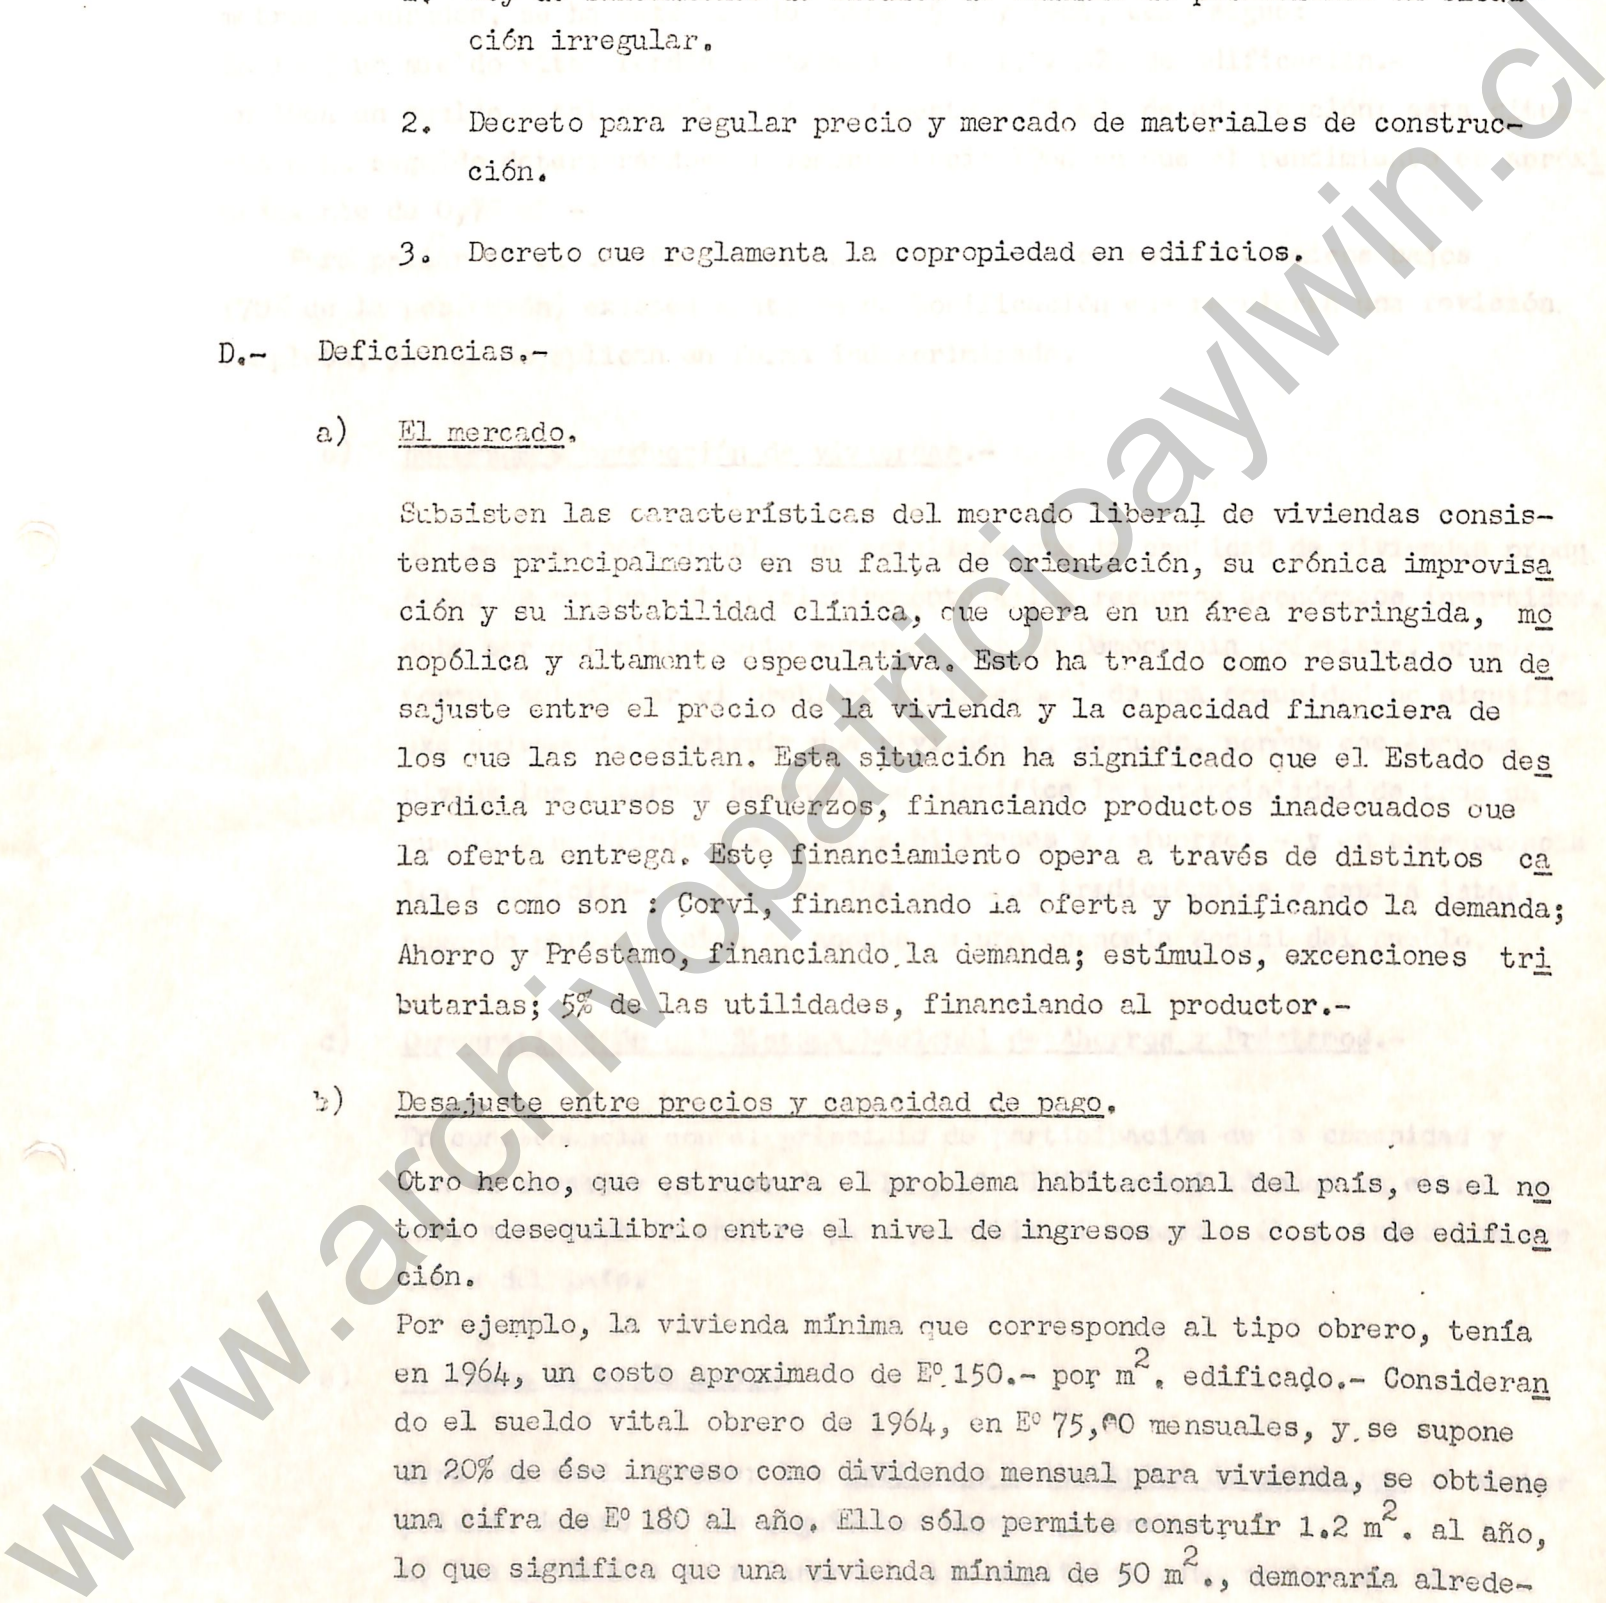 ción irregular.
2. Decreto para regular precio y mercado de materiales de construc-
ción.
3. Decreto que reglamenta la copropiedad en edificios.
D.- Deficiencias.-
a) El mercado.
Subsisten las características del mercado liberal de viviendas consis-
tentes principalmente en su falta de orientación, su crónica improvisa
ción y su inestabilidad clínica, que opera en un área restringida, mo
nopólica y altamente especulativa. Esto ha traído como resultado un de
sajuste entre el precio de la vivienda y la capacidad financiera de
los que las necesitan. Esta situación ha significado que el Estado des
perdicia recursos y esfuerzos, financiando productos inadecuados que
la oferta entrega. Este financiamiento opera a través de distintos ca
nales como son : Corvi, financiando la oferta y bonificando la demanda;
Ahorro y Préstamo, financiando la demanda; estímulos, excenciones tri
butarias; 5% de las utilidades, financiando al productor.-
b) Desajuste entre precios y capacidad de pago.
Otro hecho, que estructura el problema habitacional del país, es el no
torio desequilibrio entre el nivel de ingresos y los costos de edifica
ción.
Por ejemplo, la vivienda mínima que corresponde al tipo obrero, tenía
en 1964, un costo aproximado de Eº 150.- por m². edificado.- Consideran
do el sueldo vital obrero de 1964, en Eº 75,00 mensuales, y se supone
un 20% de ése ingreso como dividendo mensual para vivienda, se obtiene
una cifra de Eº 180 al año. Ello sólo permite construír 1.2 m². al año,
lo que significa que una vivienda mínima de 50 m²., demoraría alrede-
www.archivopatricioaylwin.cl